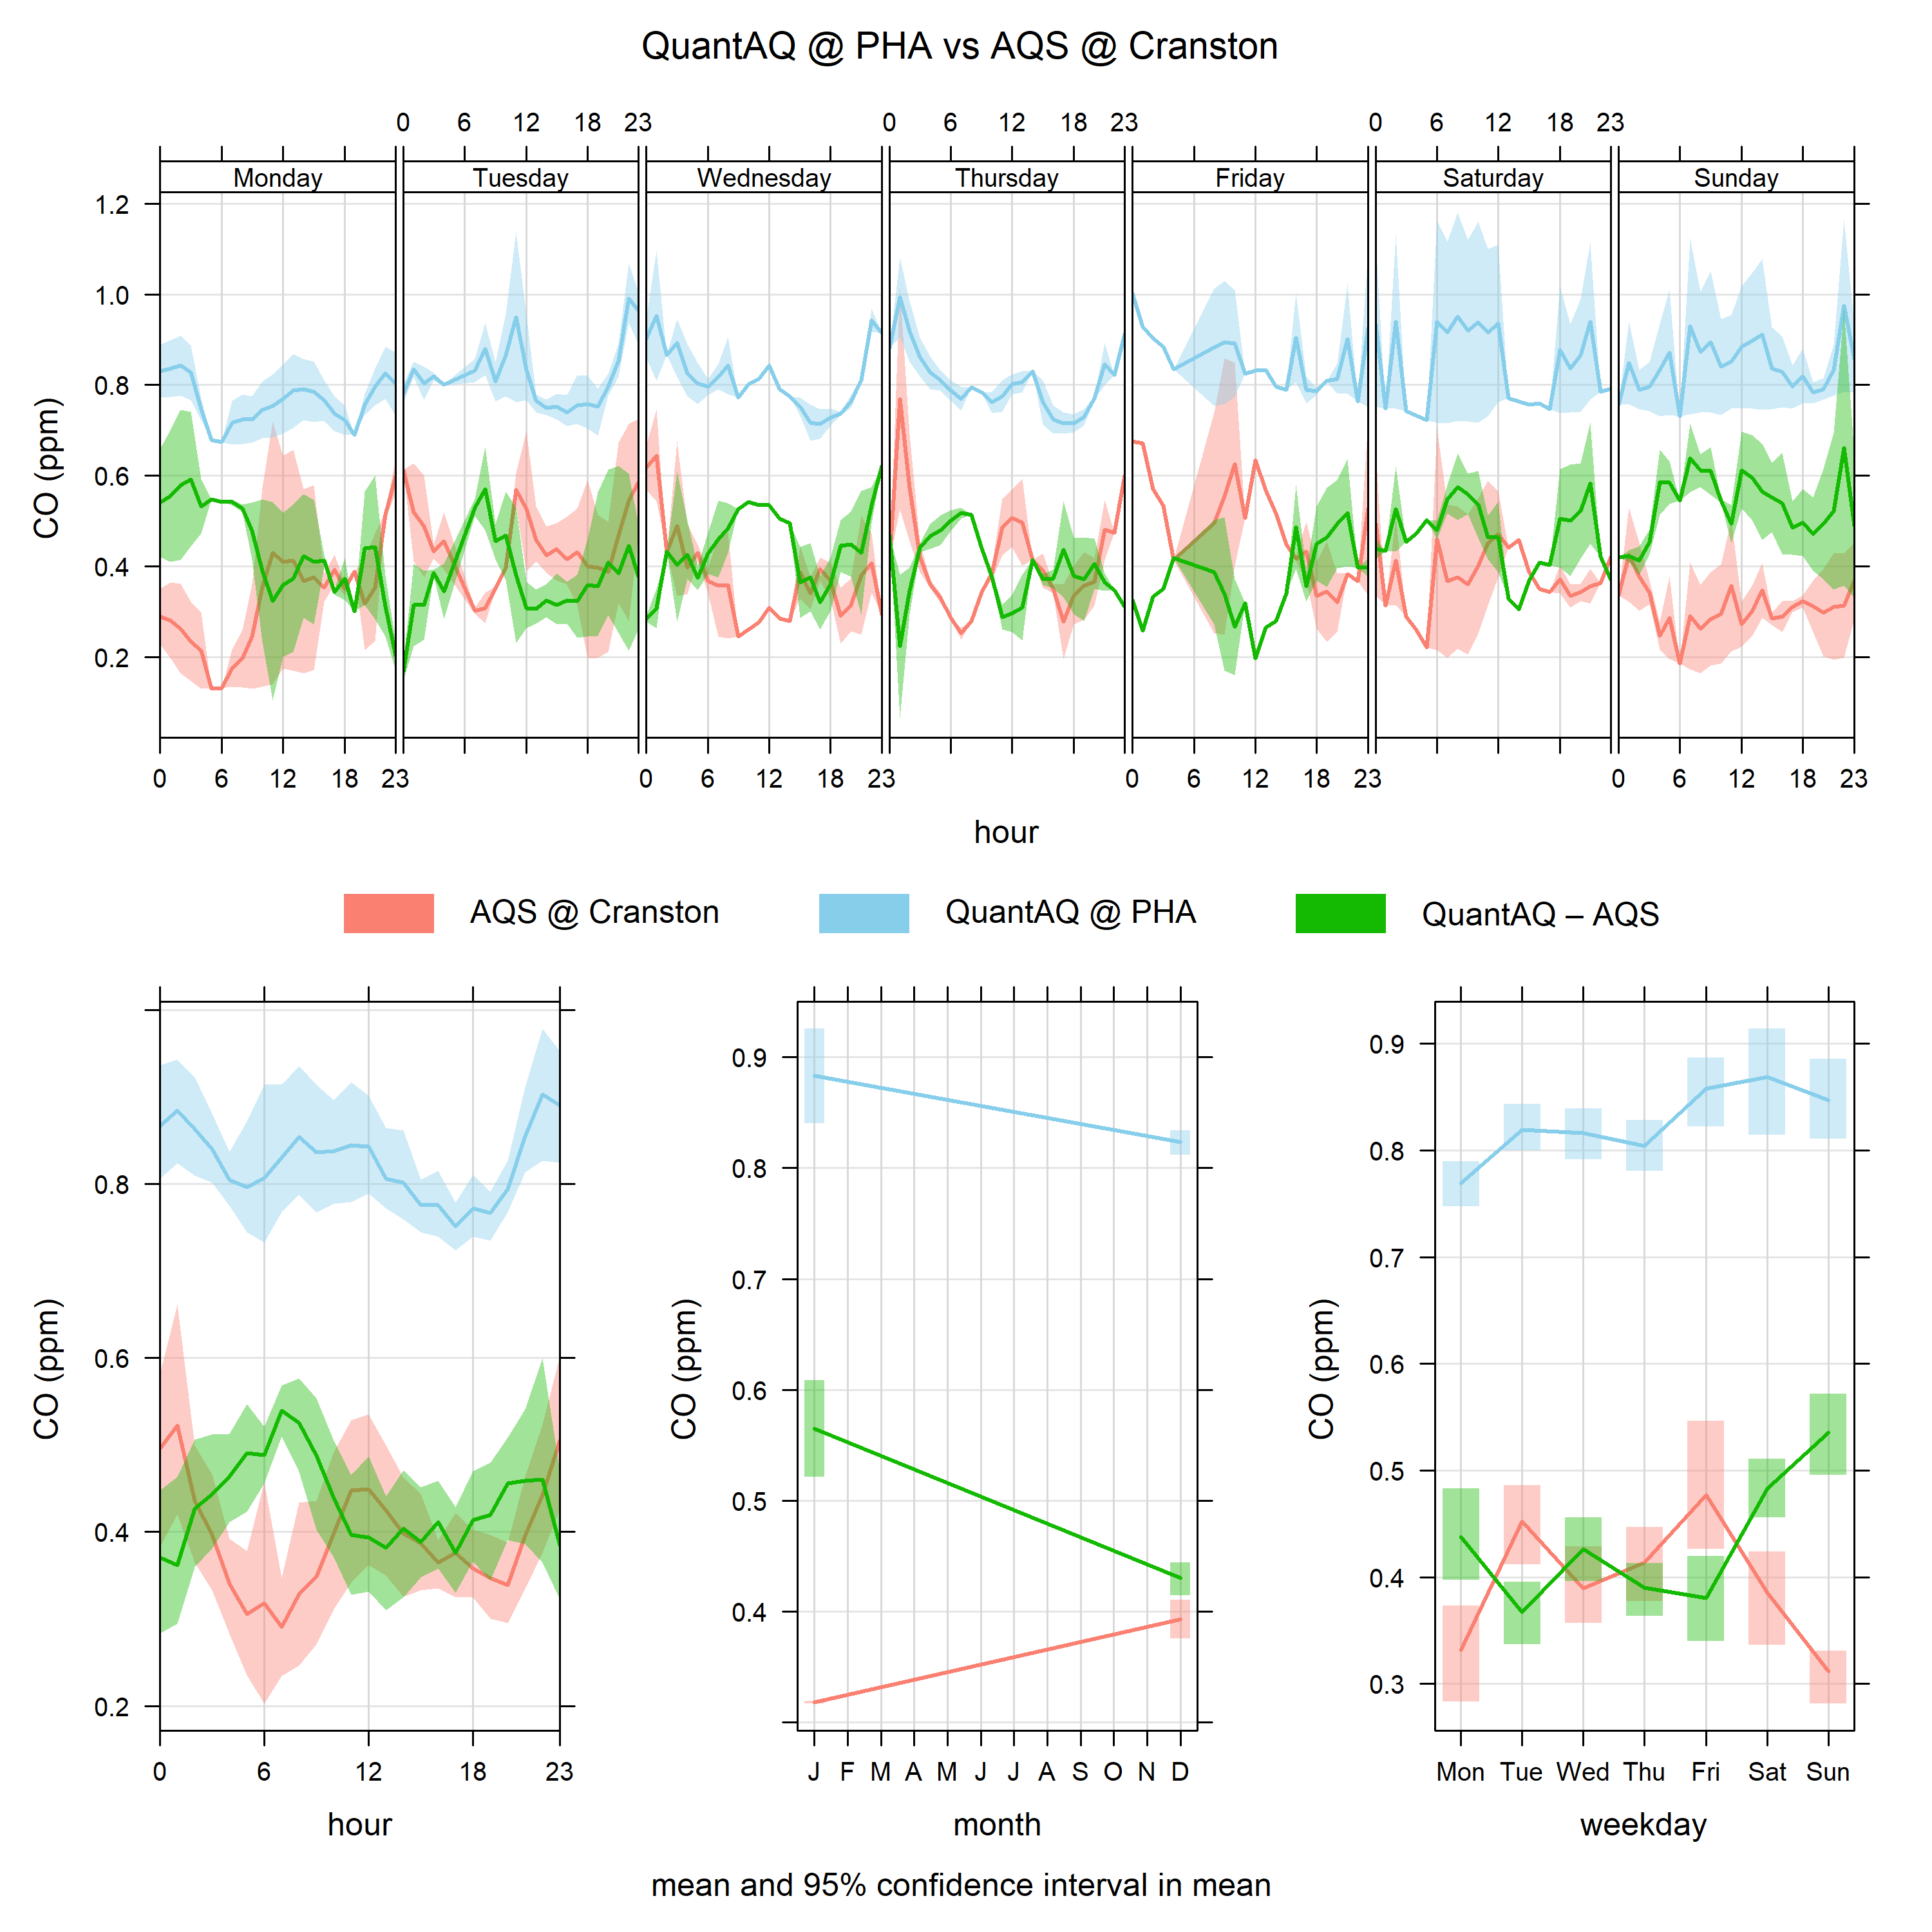 QuantAQ @ PHA vs AQS @ Cranston
0 6 12 18 23 0 6 12 18 23 0 6 12 18 23
Monday Tuesday Wednesday Thursday Friday Saturday Sunday
1.2
1.0
0.8
0.6
0.4
0.2
CO (ppm)
0 6 12 18 23 0 6 12 18 23 0 6 12 18 23 0 6 12 18 23
hour
AQS @ Cranston QuantAQ @ PHA QuantAQ – AQS
0.8
0.6
0.4
0.2
CO (ppm)
0 6 12 18 23
hour
0.9
0.8
0.7
0.6
0.5
0.4
CO (ppm)
J F M A M J J A S O N D
month
0.9
0.8
0.7
0.6
0.5
0.4
0.3
CO (ppm)
Mon Tue Wed Thu Fri Sat Sun
weekday
mean and 95% confidence interval in mean